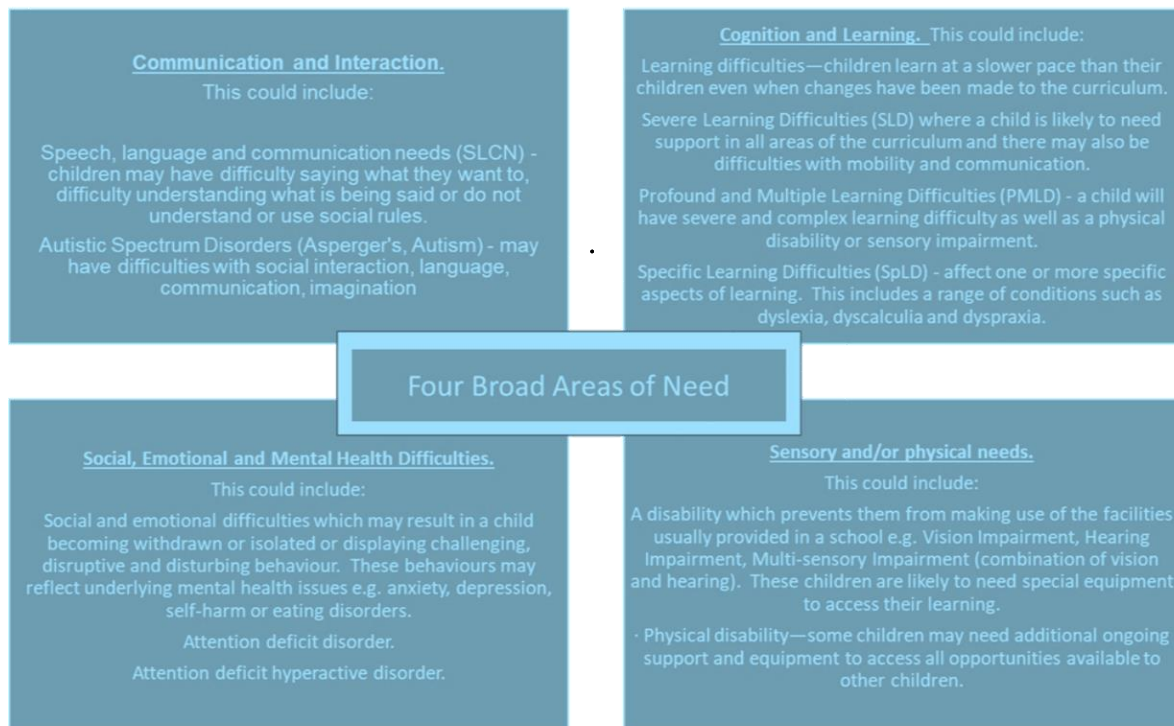 Communication and Interaction.
This could include:
Speech, language and communication needs (SLCN) -
children may have difficulty saying what they want to,
difficulty understanding what is being said or do not
understand or use social rules.
Autistic Spectrum Disorders (Asperger's, Autism) - may
have difficulties with social interaction, language,
communication, imagination
Cognition and Learning. This could include:
Learning difficulties—children learn at a slower pace than their
children even when changes have been made to the curriculum.
Severe Learning Difficulties (SLD) where a child is likely to need
support in all areas of the curriculum and there may also be
difficulties with mobility and communication.
Profound and Multiple Learning Difficulties (PMLD) - a child will
have severe and complex learning difficulty as well as a physical
disability or sensory impairment.
Specific Learning Difficulties (SpLD) - affect one or more specific
aspects of learning. This includes a range of conditions such as
dyslexia, dyscalculia and dyspraxia.
Four Broad Areas of Need
Social, Emotional and Mental Health Difficulties.
This could include:
Social and emotional difficulties which may result in a child
becoming withdrawn or isolated or displaying challenging,
disruptive and disturbing behaviour. These behaviours may
reflect underlying mental health issues e.g. anxiety, depression,
self-harm or eating disorders.
Attention deficit disorder.
Attention deficit hyperactive disorder.
Sensory and/or physical needs.
This could include:
A disability which prevents them from making use of the facilities
usually provided in a school e.g. Vision Impairment, Hearing
Impairment, Multi-sensory Impairment (combination of vision
and hearing). These children are likely to need special equipment
to access their learning.
· Physical disability—some children may need additional ongoing
support and equipment to access all opportunities available to
other children.